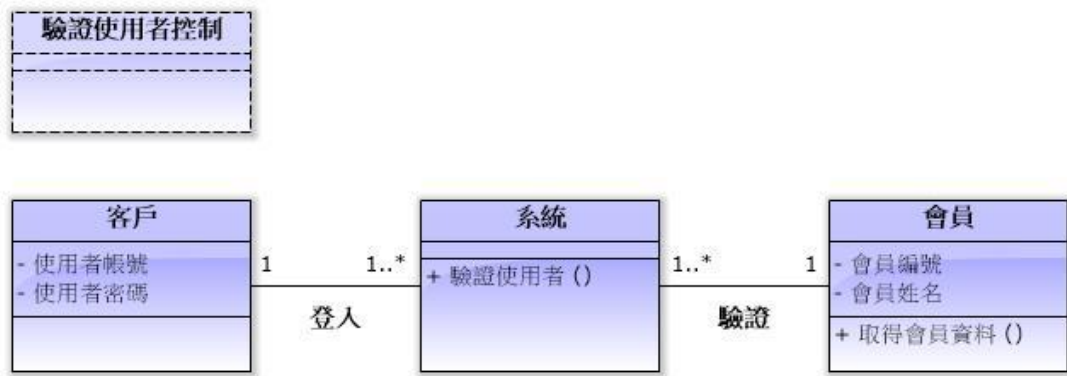 驗證使用者控制
客戶
- 使用者帳號
- 使用者密碼
1
1..*
登入
系統
+ 驗證使用者 ()
1..*
1
驗證
會員
- 會員編號
- 會員姓名
+ 取得會員資料 ()